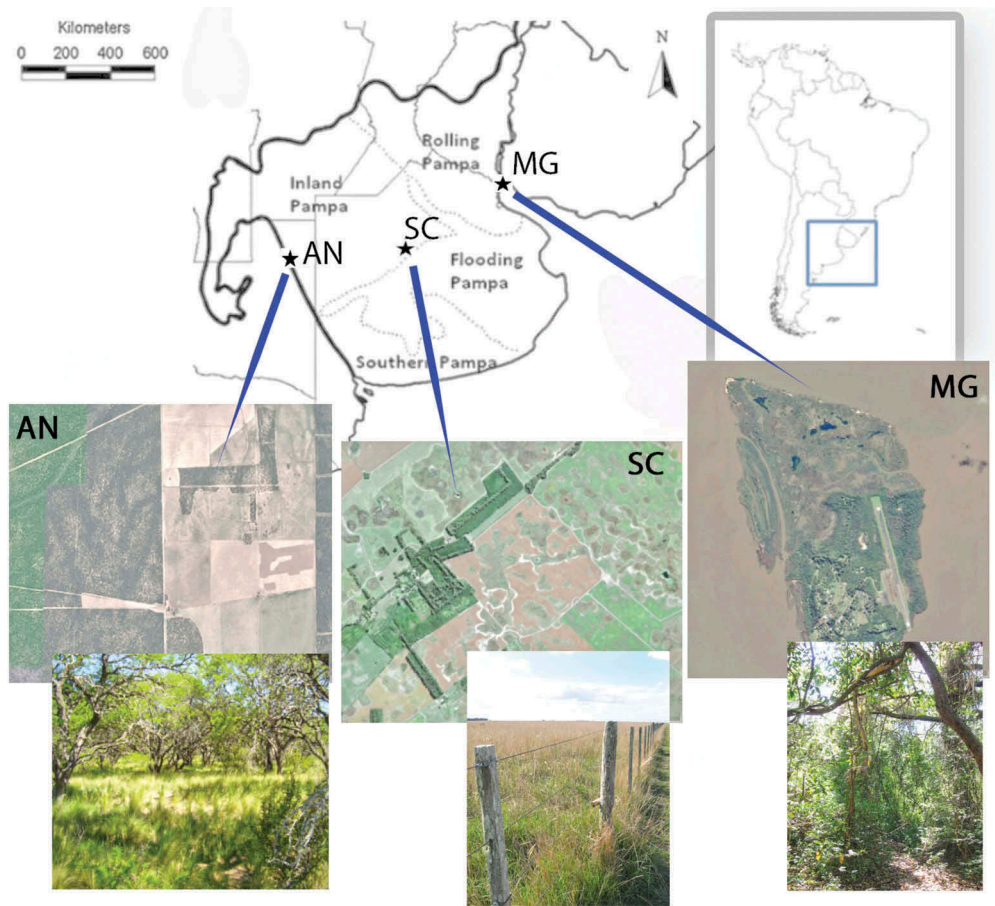 Kilometers
0 200 400 600
N
Rolling
Pampa
MG
Inland
Pampa
SC
AN
Flooding
Pampa
Southern Pampa
AN
SC
MG